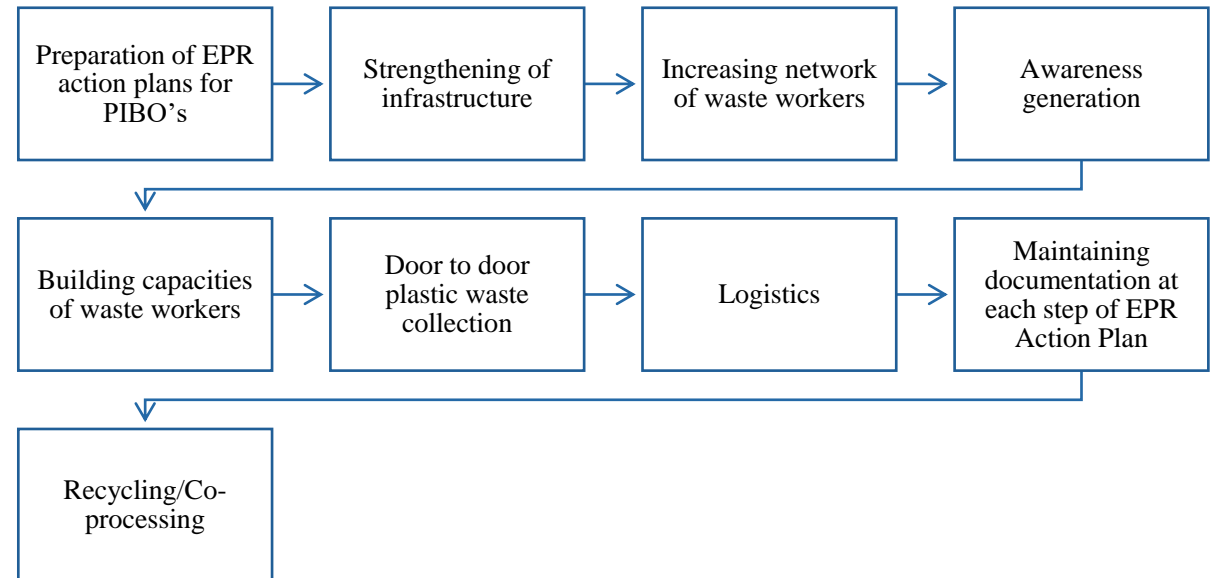 Preparation of EPR
action plans for
PIBO’s
Strengthening of
infrastructure
Increasing network
of waste workers
Awareness
generation
Building capacities
of waste workers
Door to door
plastic waste
collection
Logistics
Maintaining
documentation at
each step of EPR
Action Plan
Recycling/Co-
processing